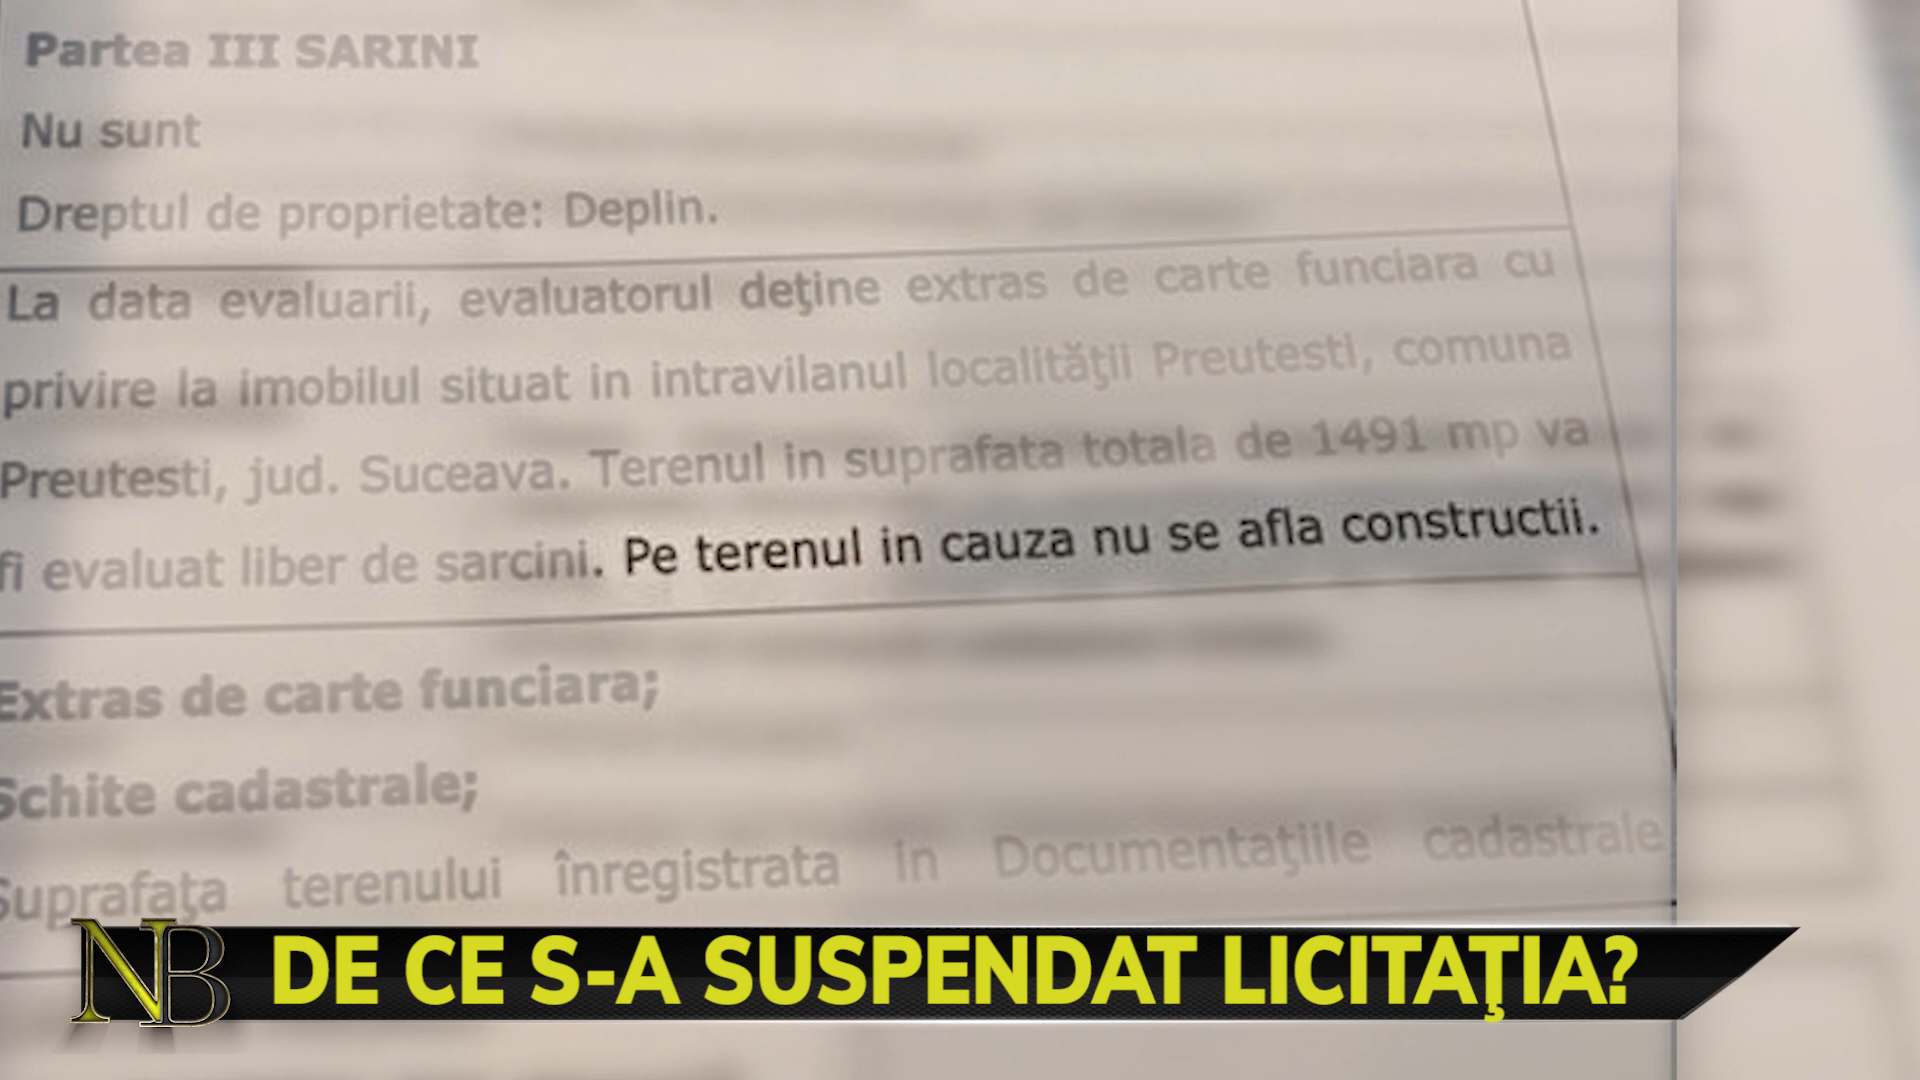 Partea III SARINI
Nu sunt
Dreptul de proprietate: Deplin.
La data evaluarii, evaluatorul deţine extras de carte funciara cu
privire la imobilul situat in intravilanul localităţii Preutesti, comuna
Preutesti, jud. Suceava. Terenul in suprafata totala de 1491 mp va
fi evaluat liber de sarcini. Pe terenul in cauza nu se afla constructii.
Extras de carte funciara;
Schite cadastrale;
Suprafaţa terenului înregistrata in Documentaţiile cadastrale
NB
DE CE S-A SUSPENDAT LICITAŢIA?